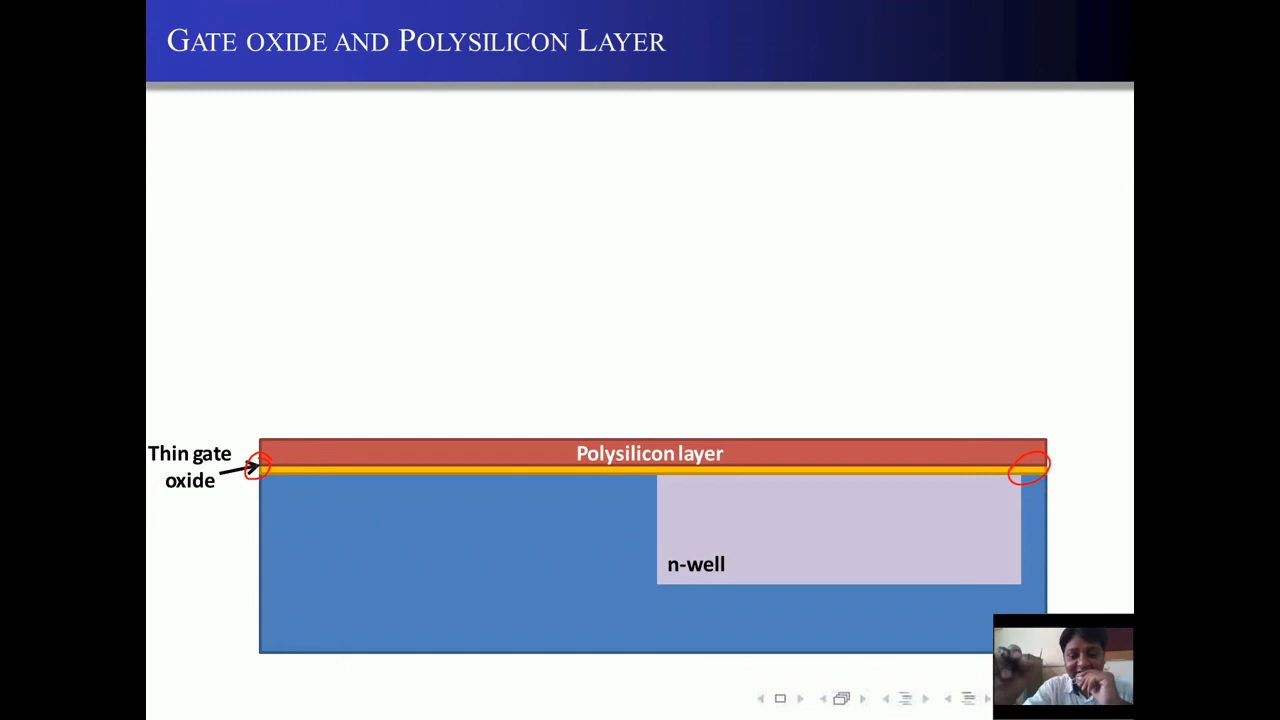 GATE OXIDE AND POLYSILICON LAYER
Thin gate
oxide
Polysilicon layer
n-well